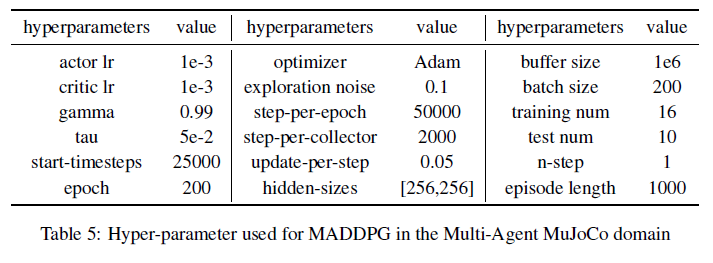 hyperparameters value hyperparameters value hyperparameters value
actor lr 1e-3 optimizer Adam buffer size 1e6
critic lr 1e-3 exploration noise 0.1 batch size 200
gamma 0.99 step-per-epoch 50000 training num 16
tau 5e-2 step-per-collector 2000 test num 10
start-timesteps 25000 update-per-step 0.05 n-step 1
epoch 200 hidden-sizes [256,256] episode length 1000
Table 5: Hyper-parameter used for MADDPG in the Multi-Agent MuJoCo domain